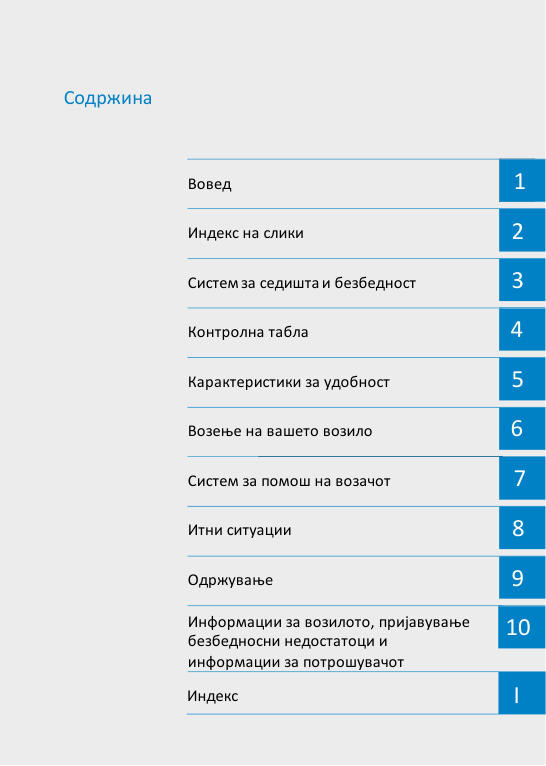 Содржина
Вовед 1
Индекс на слики 2
Систем за седишта и безбедност 3
Контролна табла 4
Карактеристики за удобност 5
Возење на вашето возило 6
Систем за помош на возачот 7
Итни ситуации 8
Одржување 9
Информации за возилото, пријавување 10
безбедносни недостатоци и
информации за потрошувачот
Индекс I